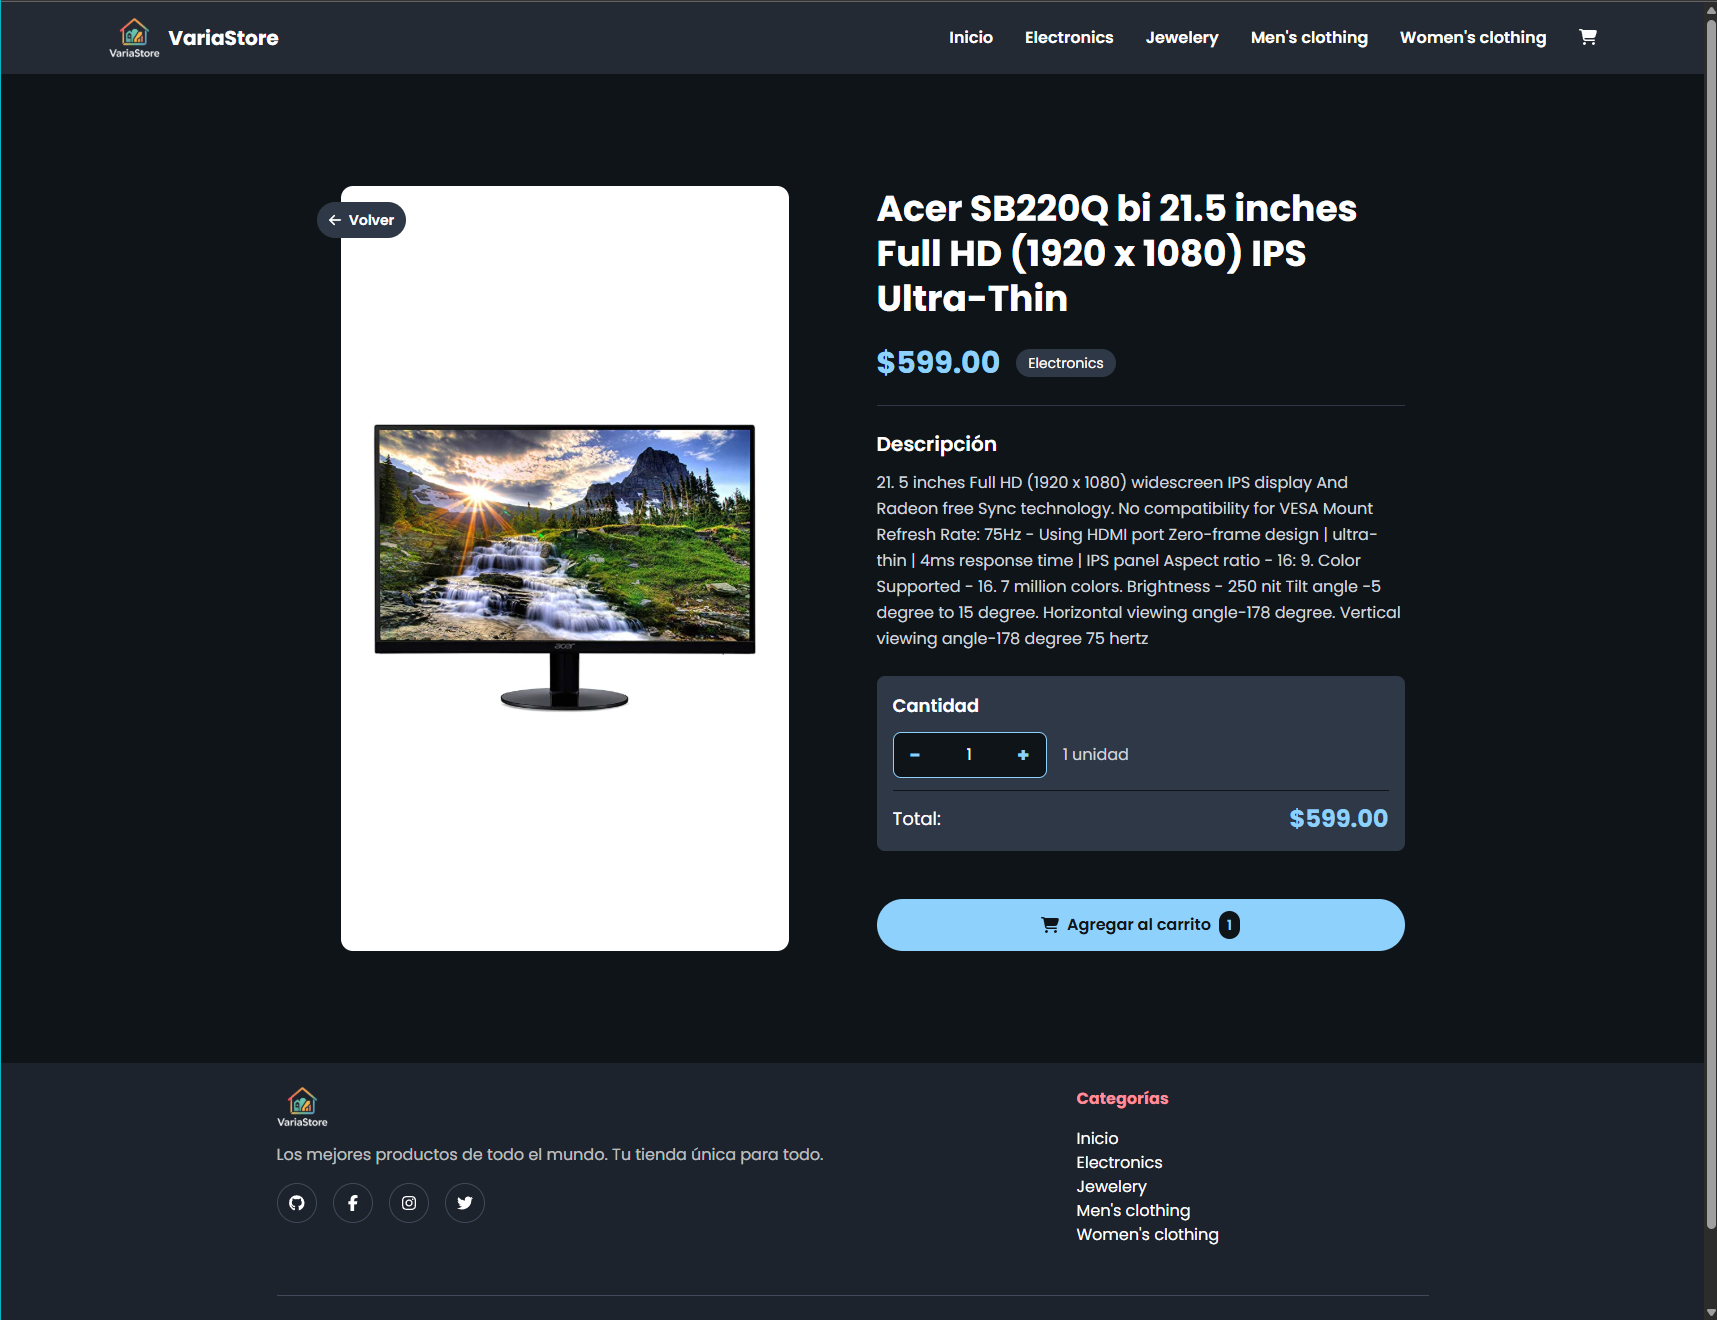 VariaStore
VariaStore
Inicio
Electronics
Jewelery
Men's clothing
Women's clothing
Volver
Acer SB220Q bi 21.5 inches
Full HD (1920 x 1080) IPS
Ultra-Thin
$599.00
Electronics
Descripción
21. 5 inches Full HD (1920 x 1080) widescreen IPS display And
Radeon free Sync technology. No compatibility for VESA Mount
Refresh Rate: 75Hz - Using HDMI port Zero-frame design | ultra-
thin | 4ms response time | IPS panel Aspect ratio - 16: 9. Color
Supported - 16. 7 million colors. Brightness - 250 nit Tilt angle -5
degree to 15 degree. Horizontal viewing angle-178 degree. Vertical
viewing angle-178 degree 75 hertz
acer
Cantidad
- 1 +
1 unidad
Total:
$599.00
Agregar al carrito 1
VariaStore
Los mejores productos de todo el mundo. Tu tienda única para todo.
Categorías
Inicio
Electronics
Jewelery
Men's clothing
Women's clothing